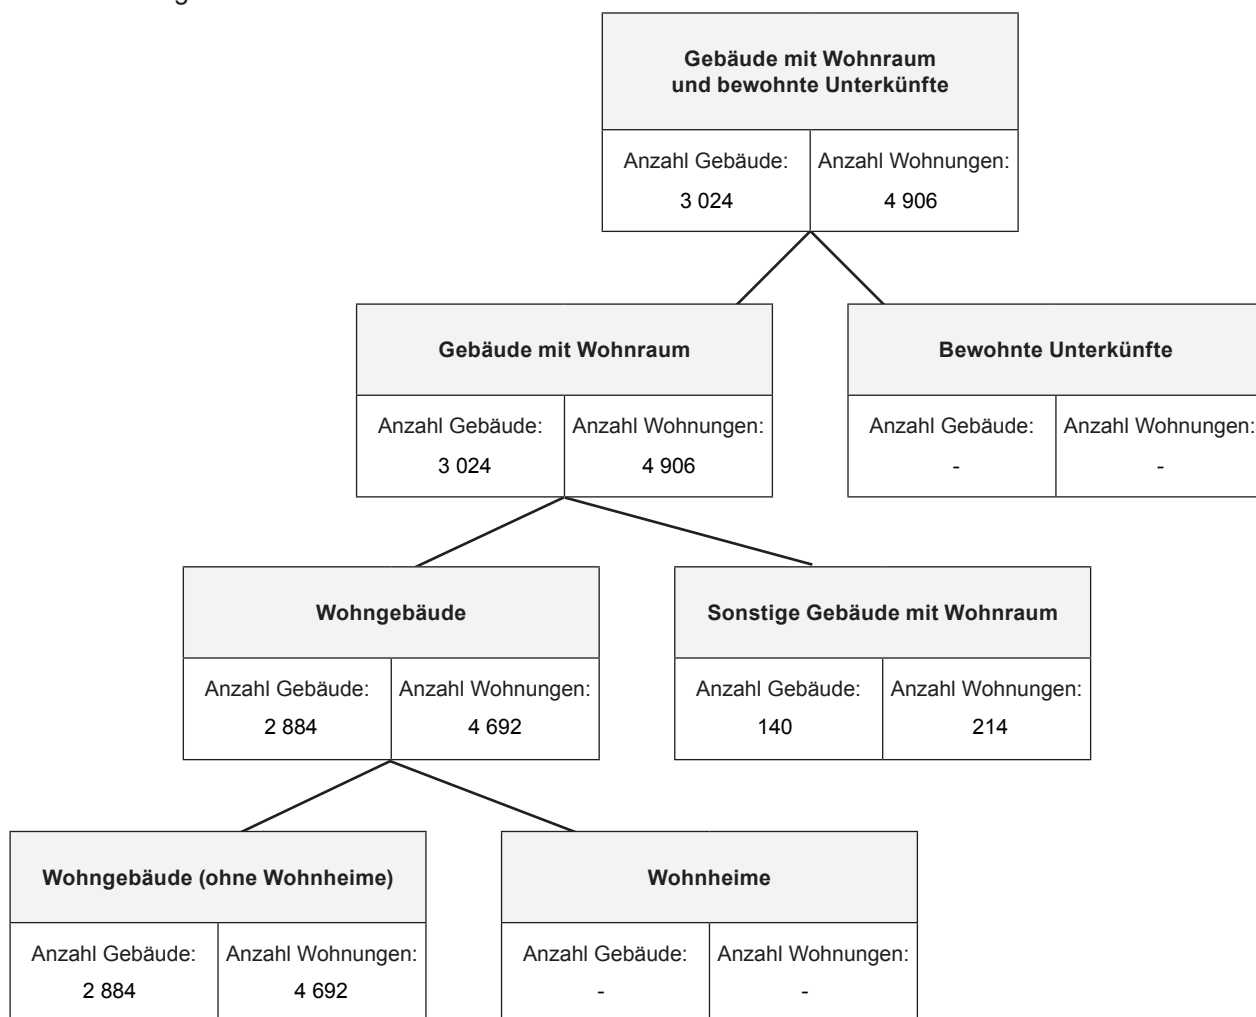 Gebäude mit Wohnraum
und bewohnte Unterkünfte
Anzahl Gebäude: Anzahl Wohnungen:
3 024 4 906
Gebäude mit Wohnraum Bewohnte Unterkünfte
Anzahl Gebäude: Anzahl Wohnungen: Anzahl Gebäude: Anzahl Wohnungen:
3 024 4 906 - -
Wohngebäude Sonstige Gebäude mit Wohnraum
Anzahl Gebäude: Anzahl Wohnungen: Anzahl Gebäude: Anzahl Wohnungen:
2 884 4 692 140 214
Wohngebäude (ohne Wohnheime) Wohnheime
Anzahl Gebäude: Anzahl Wohnungen: Anzahl Gebäude: Anzahl Wohnungen:
2 884 4 692 - -